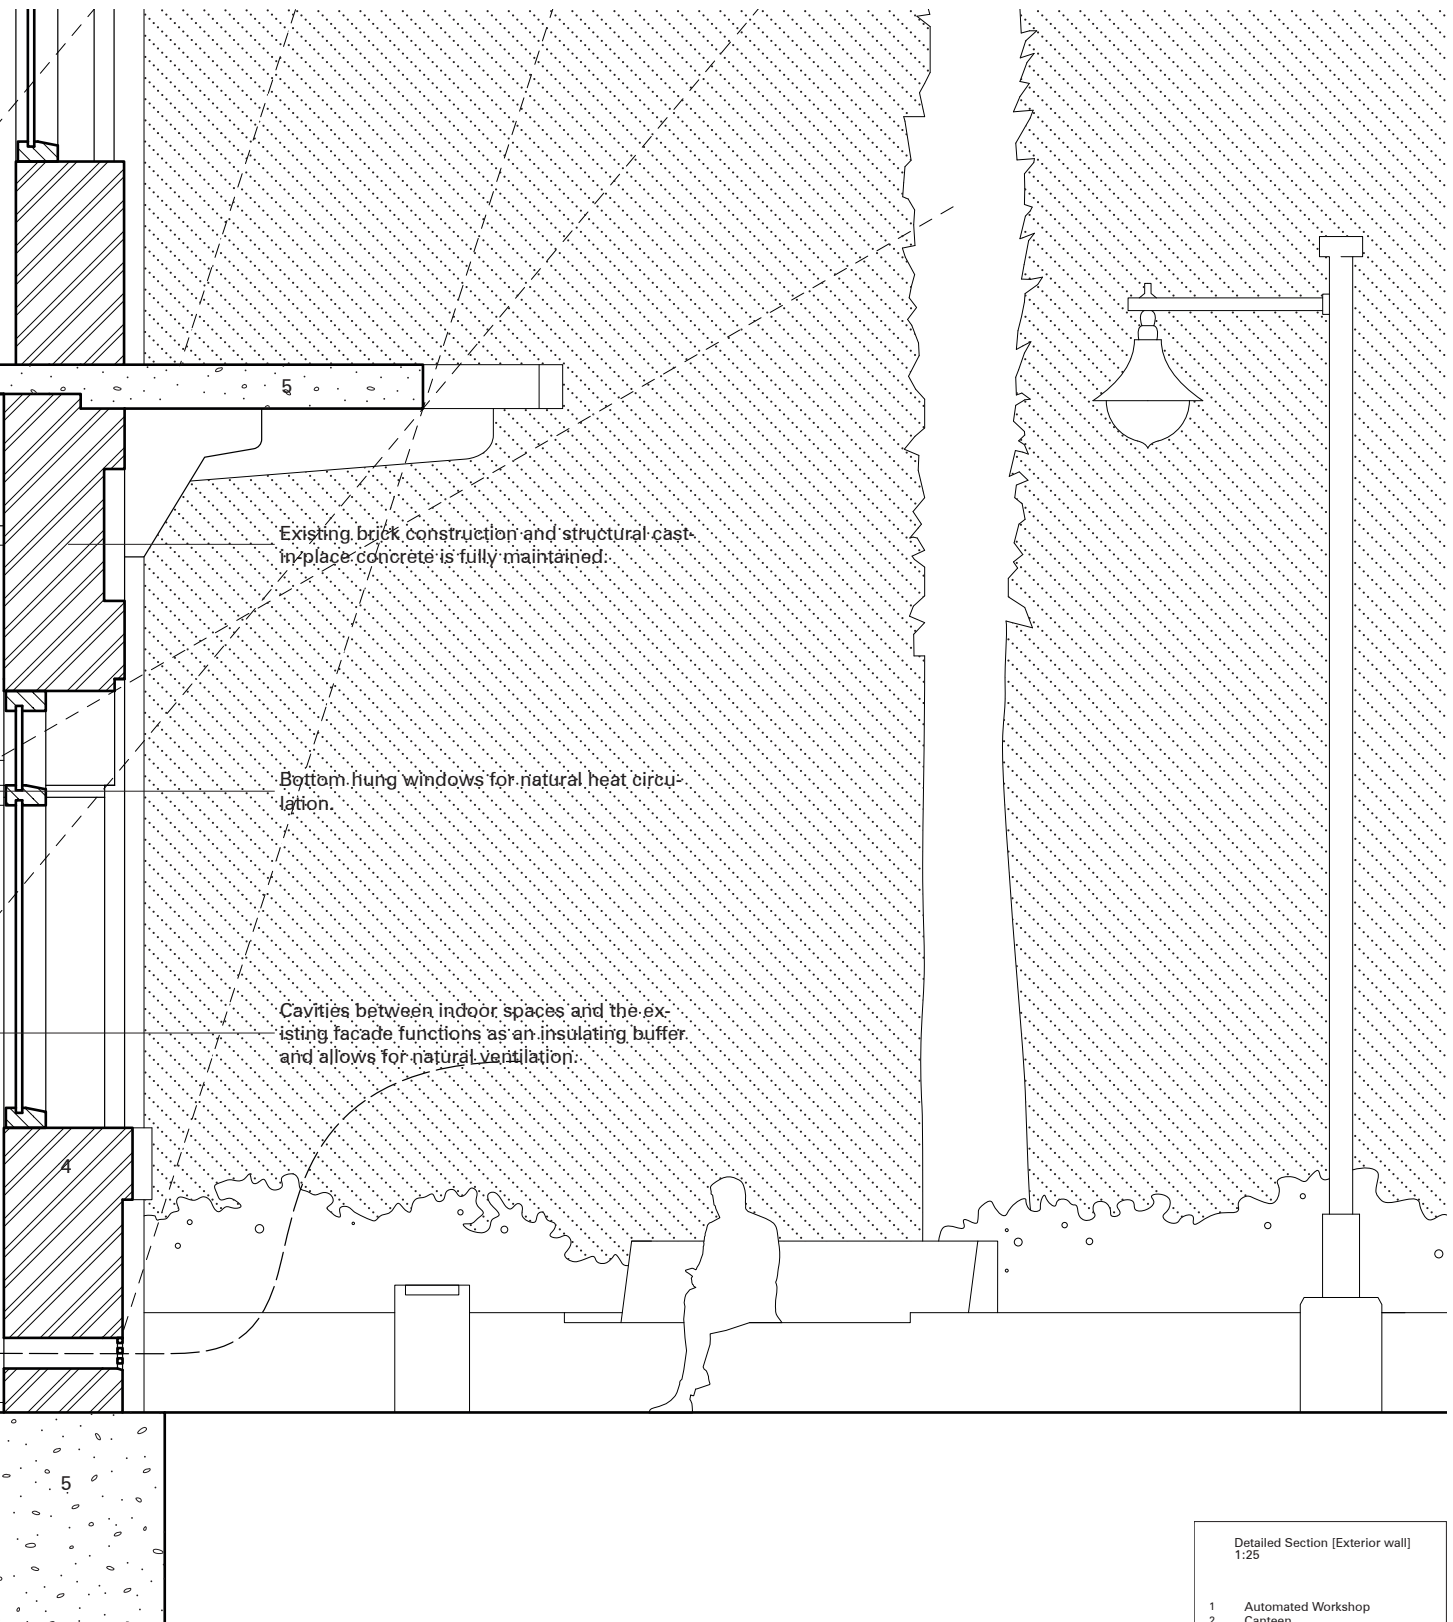 5
Existing brick construction and structural cast-
in-place concrete is fully maintained.
Bottom hung windows for natural heat circu-
lation.
Cavities between indoor spaces and the ex-
isting facade functions as an insulating buffer
and allows for natural ventilation.
4
5
Detailed Section [Exterior wall]
1:25
1 Automated Workshop
2 Canteen